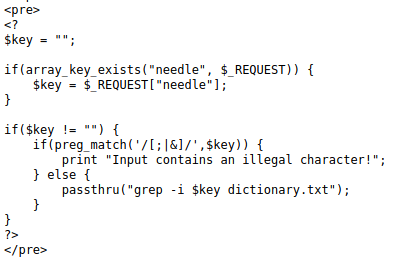 <pre>
<?
$key = "";

if(array_key_exists("needle", $_REQUEST)) {
    $key = $_REQUEST["needle"];
}

if($key != "") {
    if(preg_match('/[;|&]/',$key)) {
        print "Input contains an illegal character!";
    } else {
        passthru("grep -i $key dictionary.txt");
    }
}
?>
</pre>